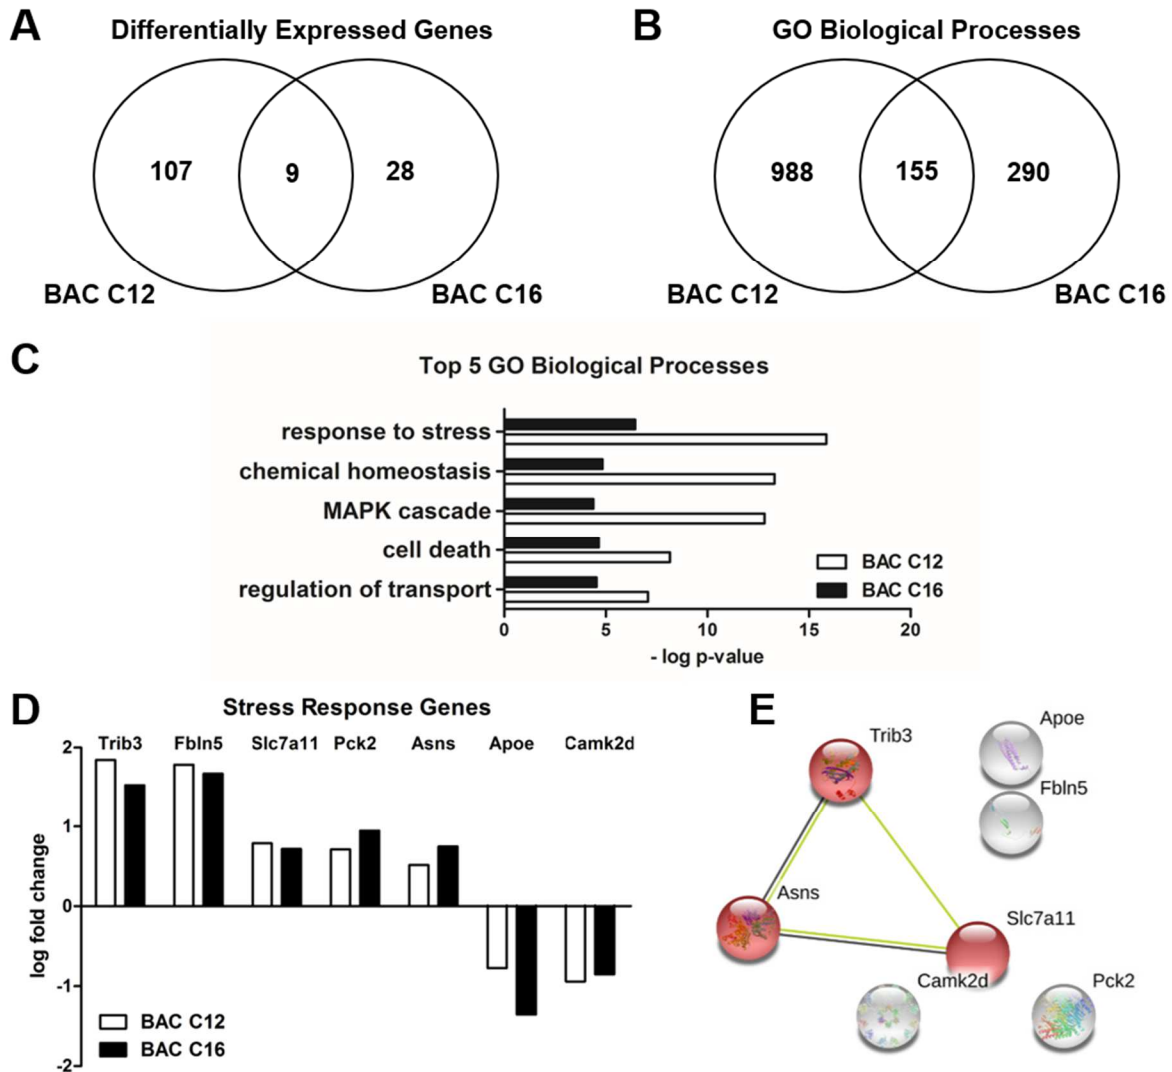 A
Differentially Expressed Genes
107
9
28
BAC C12
BAC C16
B
GO Biological Processes
988
155
290
BAC C12
BAC C16
C
Top 5 GO Biological Processes
response to stress
chemical homeostasis
MAPK cascade
cell death
regulation of transport
BAC C12
BAC C16
0 5 10 15 20
- log p-value
D
Stress Response Genes
Trib3 Fbln5 Slc7a11 Pck2 Asns Apoe Camk2d
2
1
0
-1
-2
log fold change
BAC C12
BAC C16
E
Trib3
Apoe
Fbln5
Asns
Slc7a11
Camk2d
Pck2